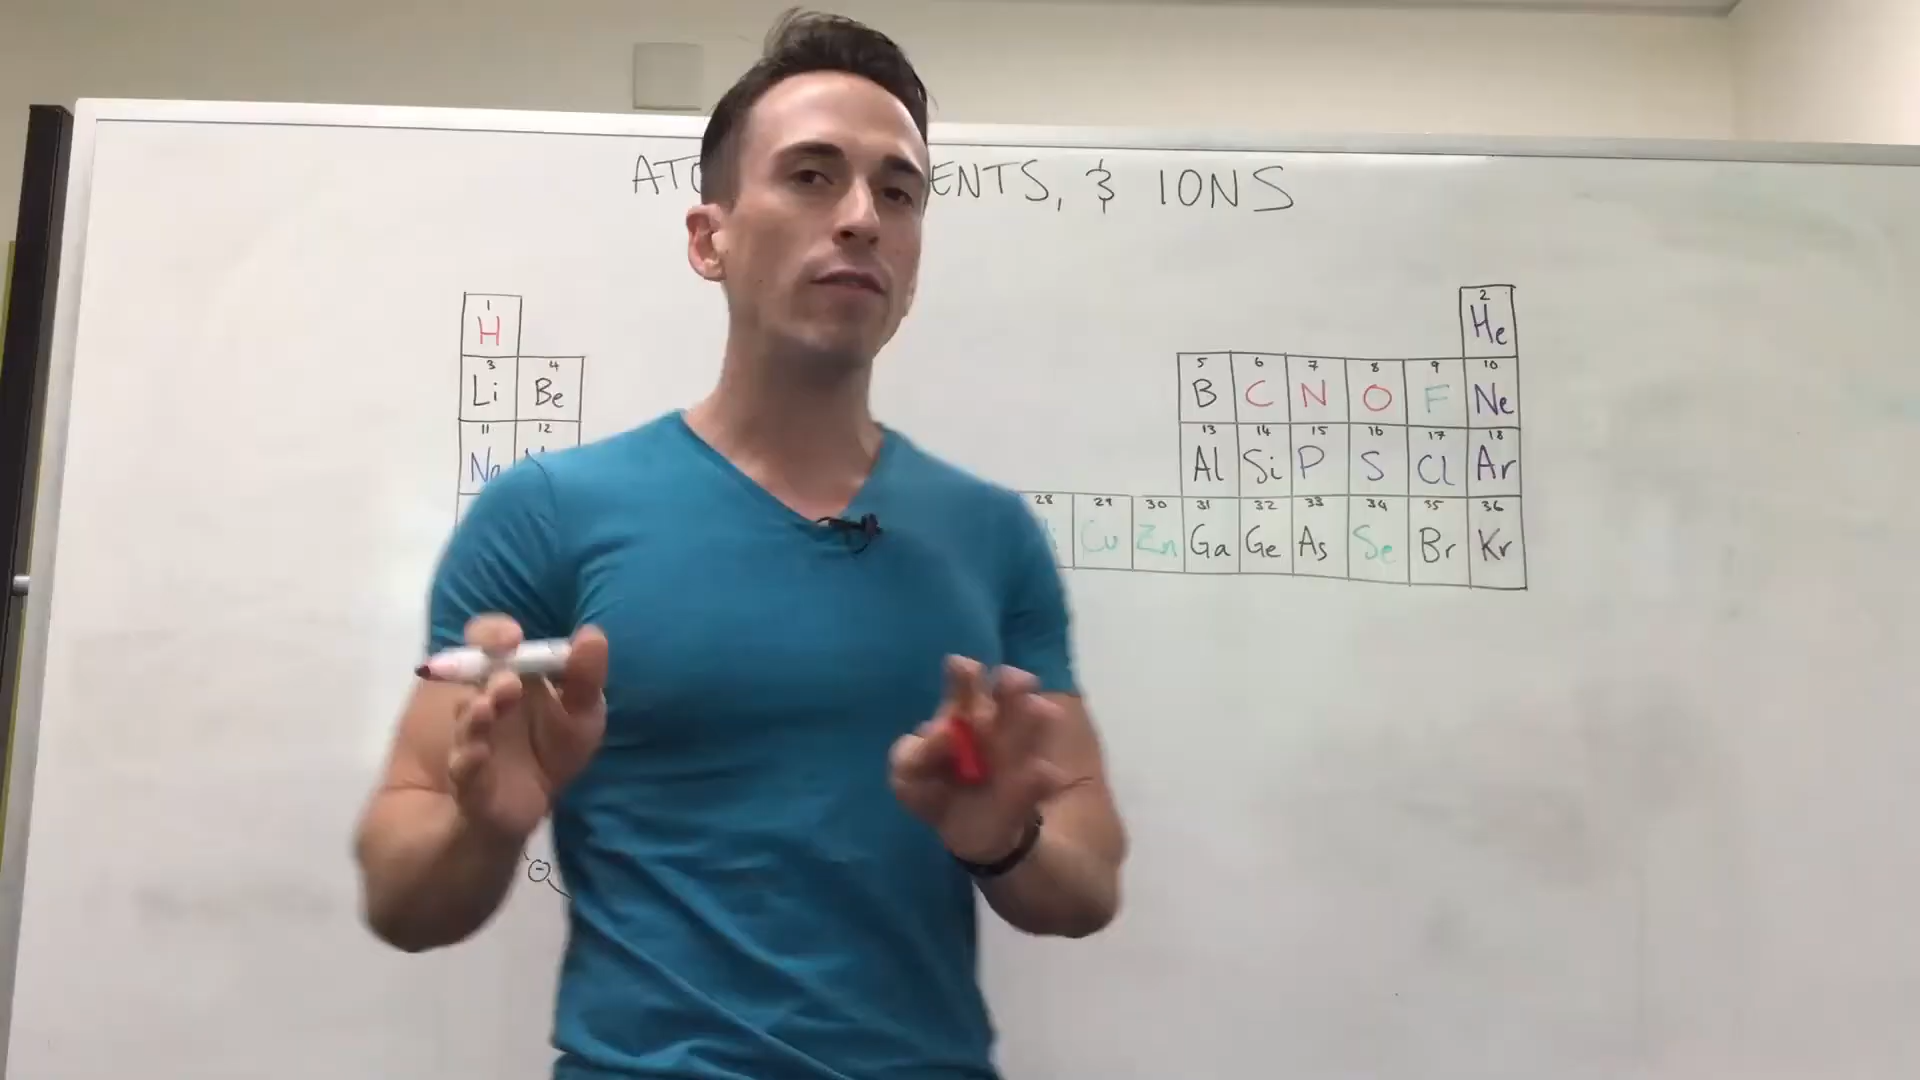 ATO ENTS, & IONS
1 2
H He
3 4 5 6 7 8 9 10
Li Be B C N O F Ne
11 12 13 14 15 16 17 18
Na Al Si P S Cl Ar
28 29 30 31 32 33 34 35 36
Cu Zn Ga Ge As Se Br Kr